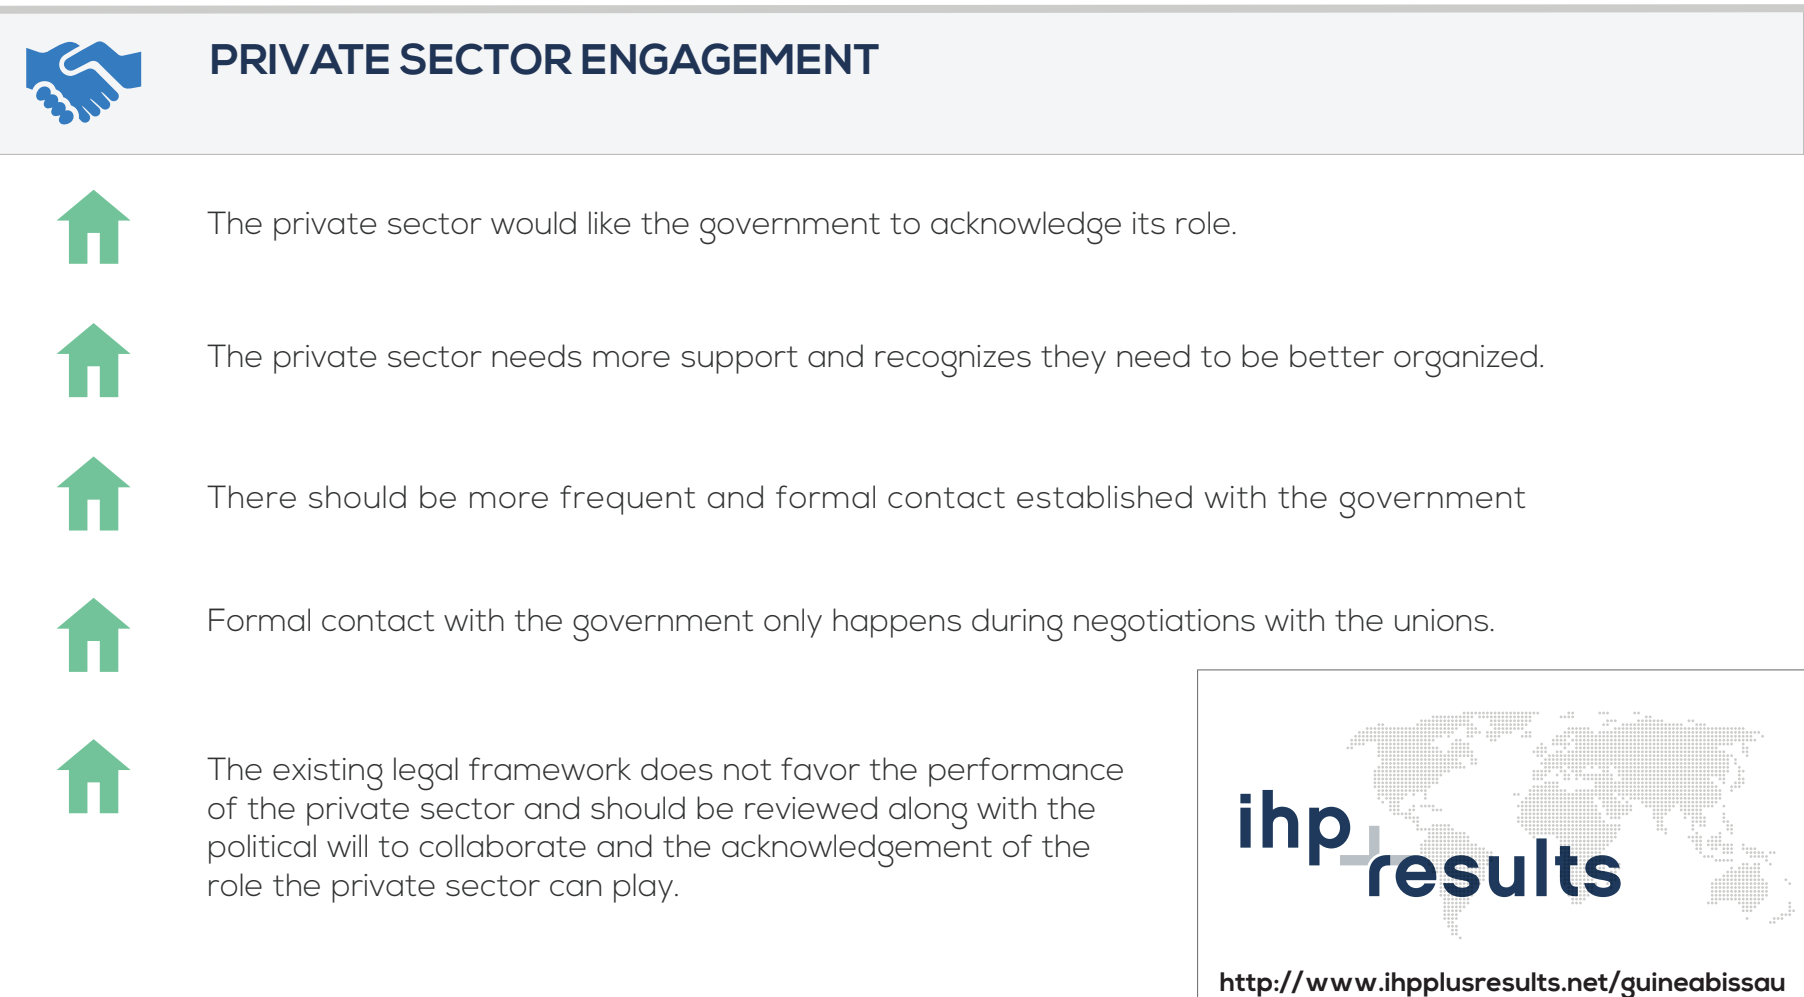 PRIVATE SECTOR ENGAGEMENT
The private sector would like the government to acknowledge its role.
The private sector needs more support and recognizes they need to be better organized.
There should be more frequent and formal contact established with the government
Formal contact with the government only happens during negotiations with the unions.
The existing legal framework does not favor the performance
of the private sector and should be reviewed along with the
political will to collaborate and the acknowledgement of the
role the private sector can play.
ihp+
results
http://www.ihpplusresults.net/guineabissau